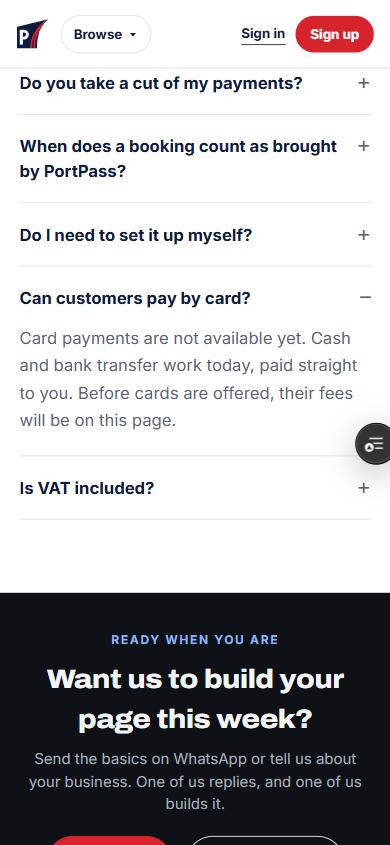 P
Browse
Sign in
Sign up
Do you take a cut of my payments?
When does a booking count as brought
by PortPass?
Do I need to set it up myself?
Can customers pay by card?
Card payments are not available yet. Cash
and bank transfer work today, paid straight
to you. Before cards are offered, their fees
will be on this page.
Is VAT included?
READY WHEN YOU ARE
Want us to build your
page this week?
Send the basics on WhatsApp or tell us about
your business. One of us replies, and one of us
builds it.